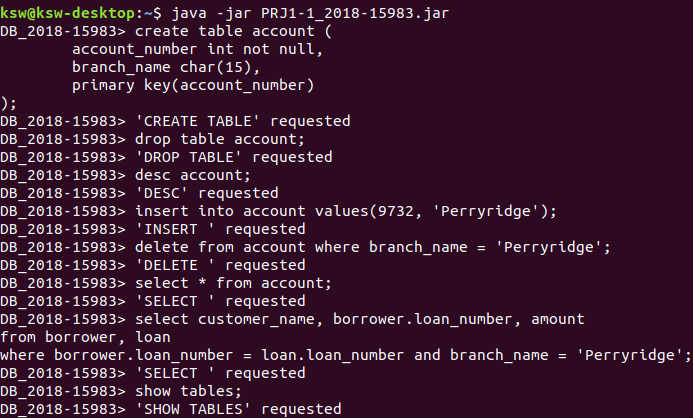 ksw@ksw-desktop:~$ java -jar PRJ1-1_2018-15983.jar
DB_2018-15983> create table account (
        account_number int not null,
        branch_name char(15),
        primary key(account_number)
);
DB_2018-15983> 'CREATE TABLE' requested
DB_2018-15983> drop table account;
DB_2018-15983> 'DROP TABLE' requested
DB_2018-15983> desc account;
DB_2018-15983> 'DESC' requested
DB_2018-15983> insert into account values(9732, 'Perryridge');
DB_2018-15983> 'INSERT ' requested
DB_2018-15983> delete from account where branch_name = 'Perryridge';
DB_2018-15983> 'DELETE ' requested
DB_2018-15983> select * from account;
DB_2018-15983> 'SELECT ' requested
DB_2018-15983> select customer_name, borrower.loan_number, amount
from borrower, loan
where borrower.loan_number = loan.loan_number and branch_name = 'Perryridge';
DB_2018-15983> 'SELECT ' requested
DB_2018-15983> show tables;
DB_2018-15983> 'SHOW TABLES' requested